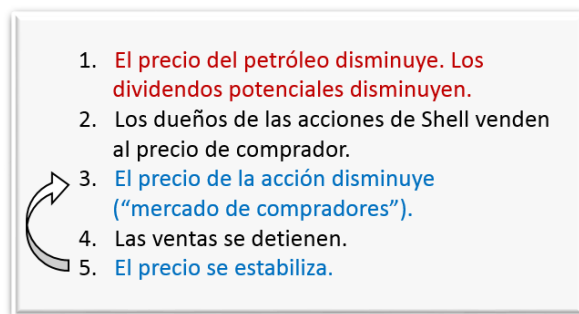 1. El precio del petróleo disminuye. Los
dividendos potenciales disminuyen.
2. Los dueños de las acciones de Shell venden
al precio de comprador.
3. El precio de la acción disminuye
(“mercado de compradores”).
4. Las ventas se detienen.
5. El precio se estabiliza.